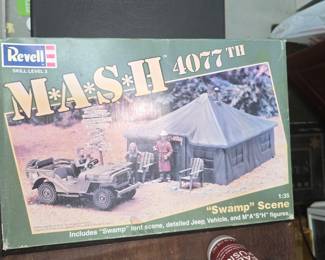 Revell
SKILL LEVEL 3
M*A*S*H 4077TH
1:35
"Swamp" Scene
Includes "Swamp" tent scene, detailed Jeep, Vehicle, and M*A*S*H figures